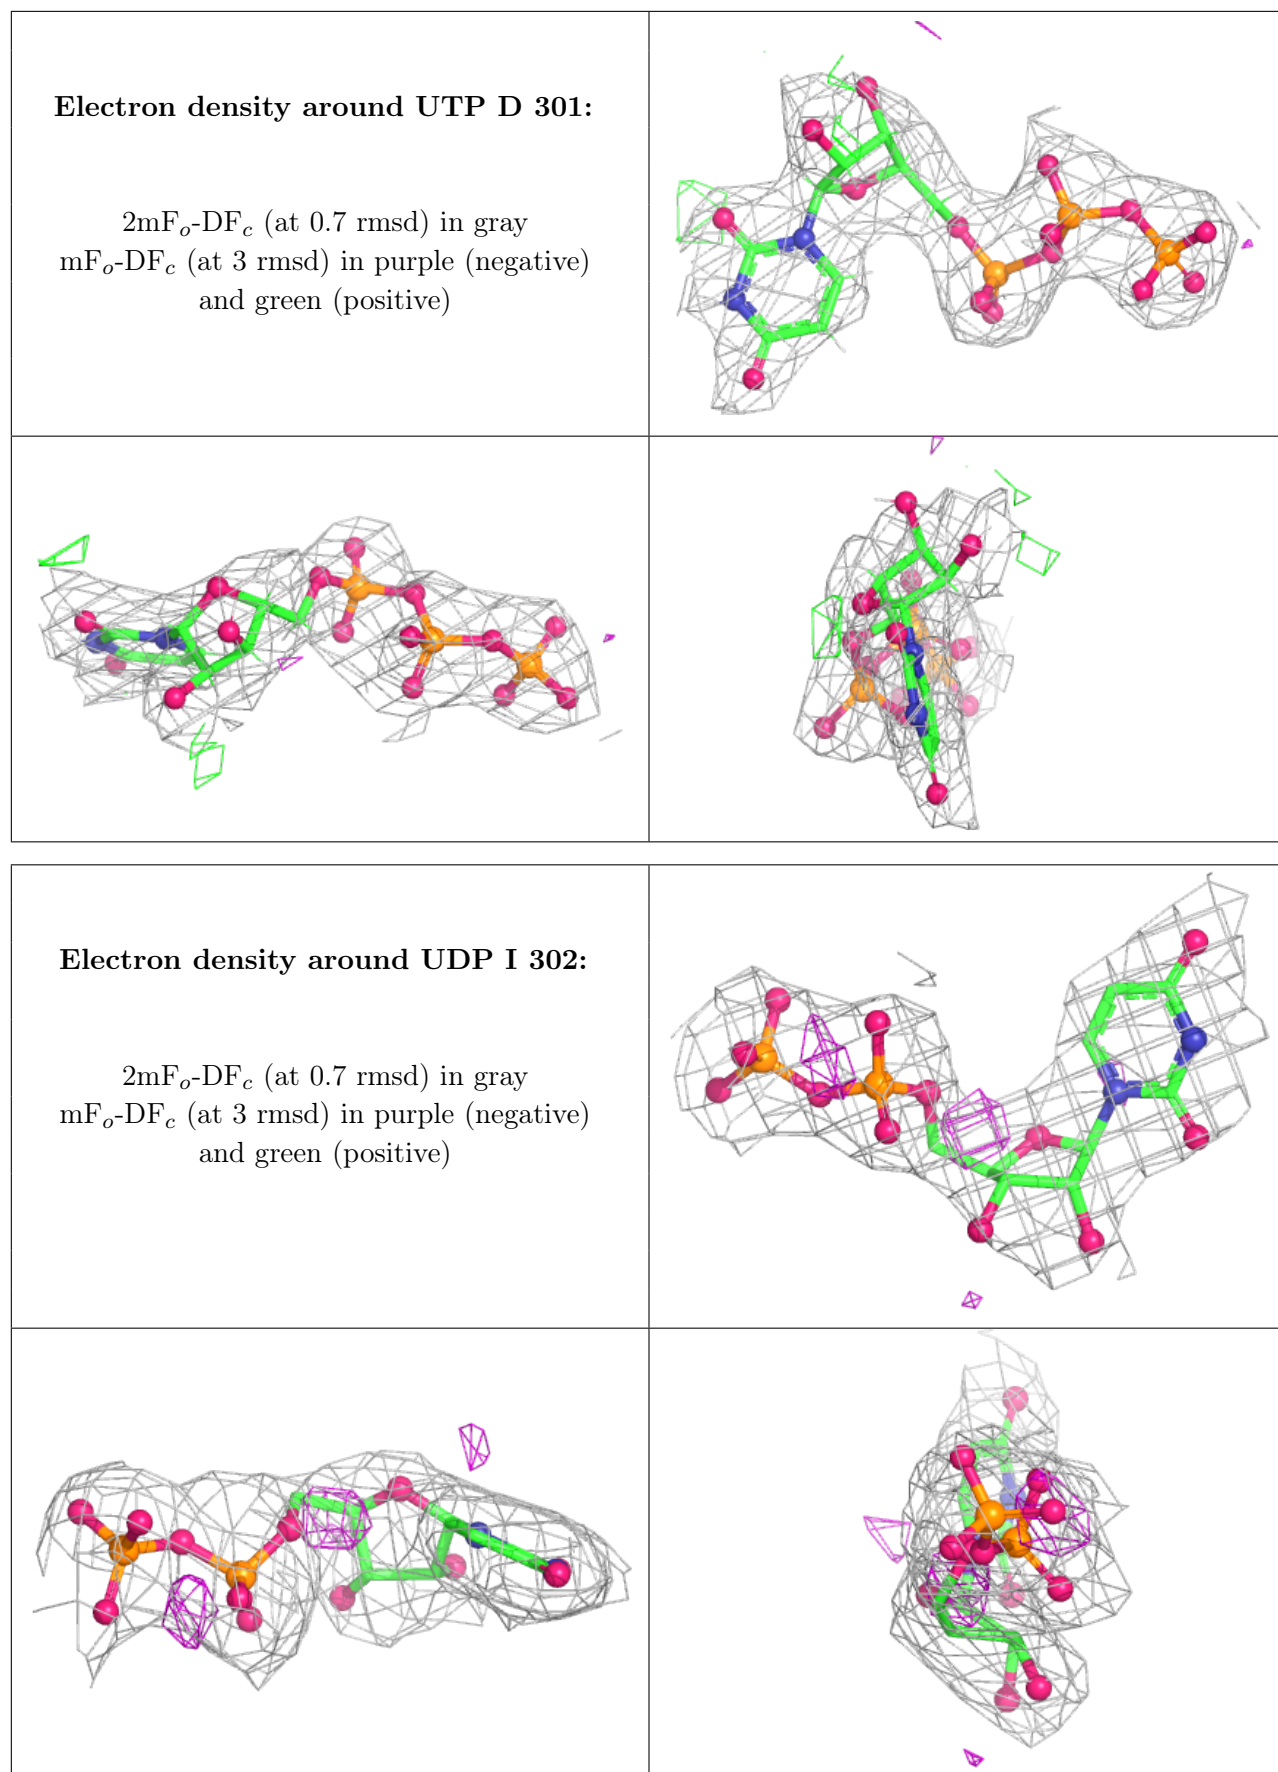 Electron density around UTP D 301:
2mFₒ-DF𝑐 (at 0.7 rmsd) in gray
mFₒ-DF𝑐 (at 3 rmsd) in purple (negative)
and green (positive)
Electron density around UDP I 302:
2mFₒ-DF𝑐 (at 0.7 rmsd) in gray
mFₒ-DF𝑐 (at 3 rmsd) in purple (negative)
and green (positive)